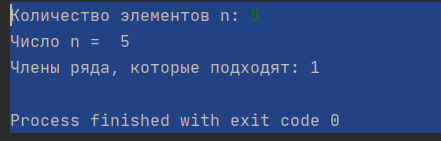 Количество элементов n: 5
Число n =  5
Члены ряда, которые подходят: 1
Process finished with exit code 0